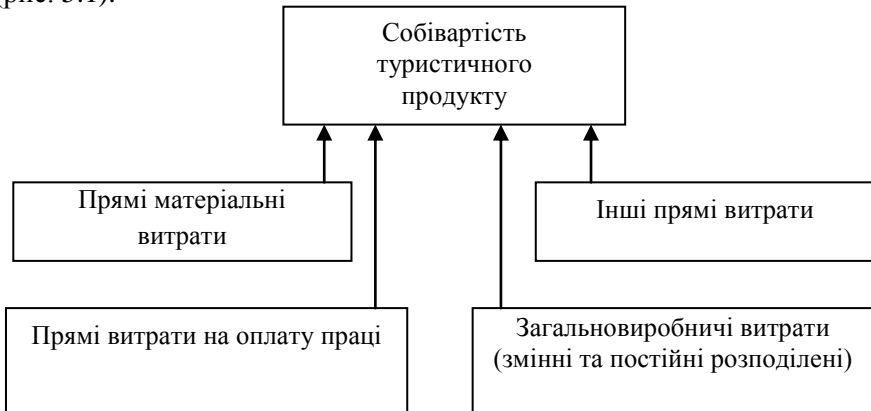 (рис. 3.1).
Собівартість
туристичного
продукту
Прямі матеріальні
витрати
Інші прямі витрати
Прямі витрати на оплату праці
Загальновиробничі витрати
(змінні та постійні розподілені)